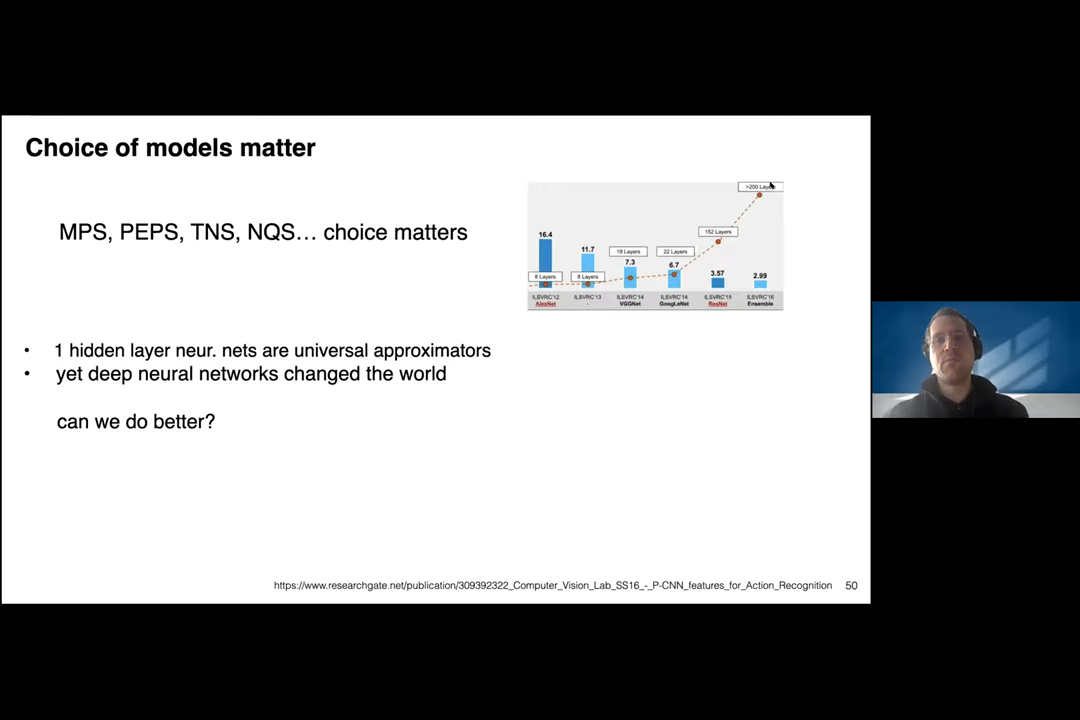 Choice of models matter
MPS, PEPS, TNS, NQS... choice matters
>200 Layers
152 Layers
19 Layers
22 Layers
8 Layers
8 Layers
16.4
11.7
7.3
6.7
3.57
2.99
ILSVRC'12
ILSVRC'13
ILSVRC'14
ILSVRC'14
ILSVRC'15
ILSVRC'16
AlexNet
VGGNet
GoogLeNet
ResNet
Ensemble
• 1 hidden layer neur. nets are universal approximators
• yet deep neural networks changed the world
can we do better?
https://www.researchgate.net/publication/309392322_Computer_Vision_Lab_SS16_-_P-CNN_features_for_Action_Recognition 50